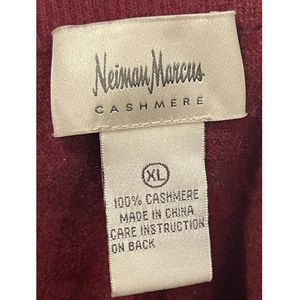 Neiman Marcus
CASHMERE
XL
100% CASHMERE
MADE IN CHINA
CARE INSTRUCTION
ON BACK